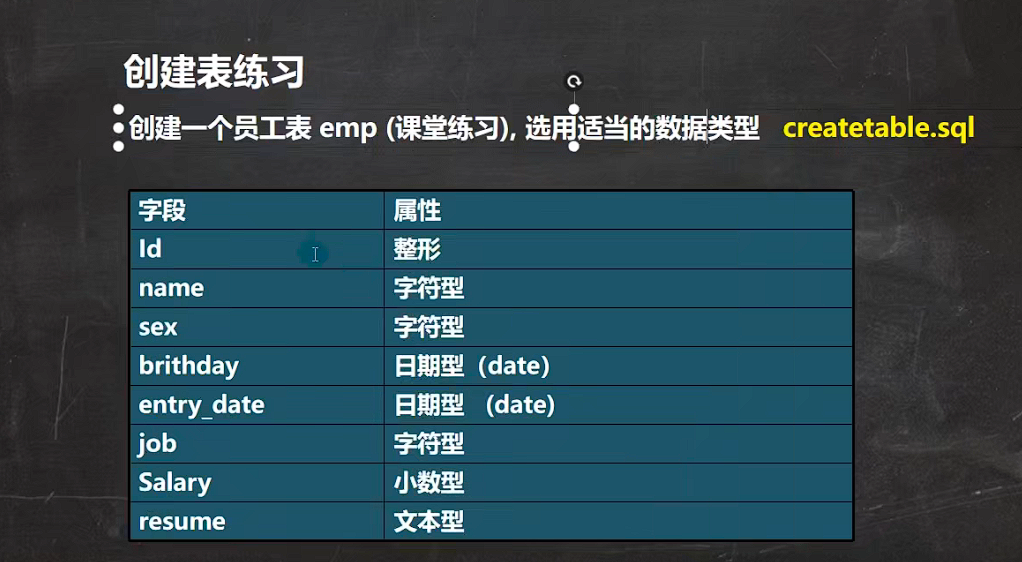 创建表练习
创建一个员工表 emp (课堂练习), 选用适当的数据类型 createtable.sql
字段 属性
Id 整形
name 字符型
sex 字符型
brithday 日期型（date）
entry_date 日期型 （date)
job 字符型
Salary 小数型
resume 文本型